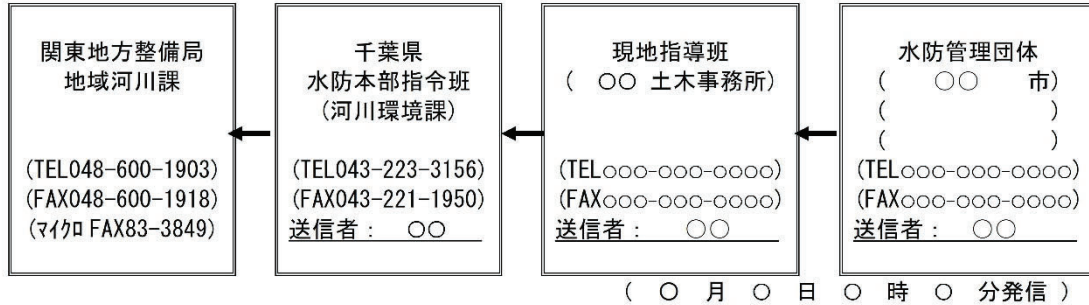 関東地方整備局
地域河川課
(TEL048-600-1903)
(FAX048-600-1918)
(マイクロ FAX83-3849)
千葉県
水防本部指令班
(河川環境課)
(TEL043-223-3156)
(FAX043-221-1950)
送信者： ○○
現地指導班
( ○○ 土木事務所)
(TEL○○○-○○○-○○○○)
(FAX○○○-○○○-○○○○)
送信者： ○○
水防管理団体
( ○○ 市)
( )
( )
(TEL○○○-○○○-○○○○)
(FAX○○○-○○○-○○○○)
送信者： ○○
( ○ 月 ○ 日 ○ 時 ○ 分発信 )